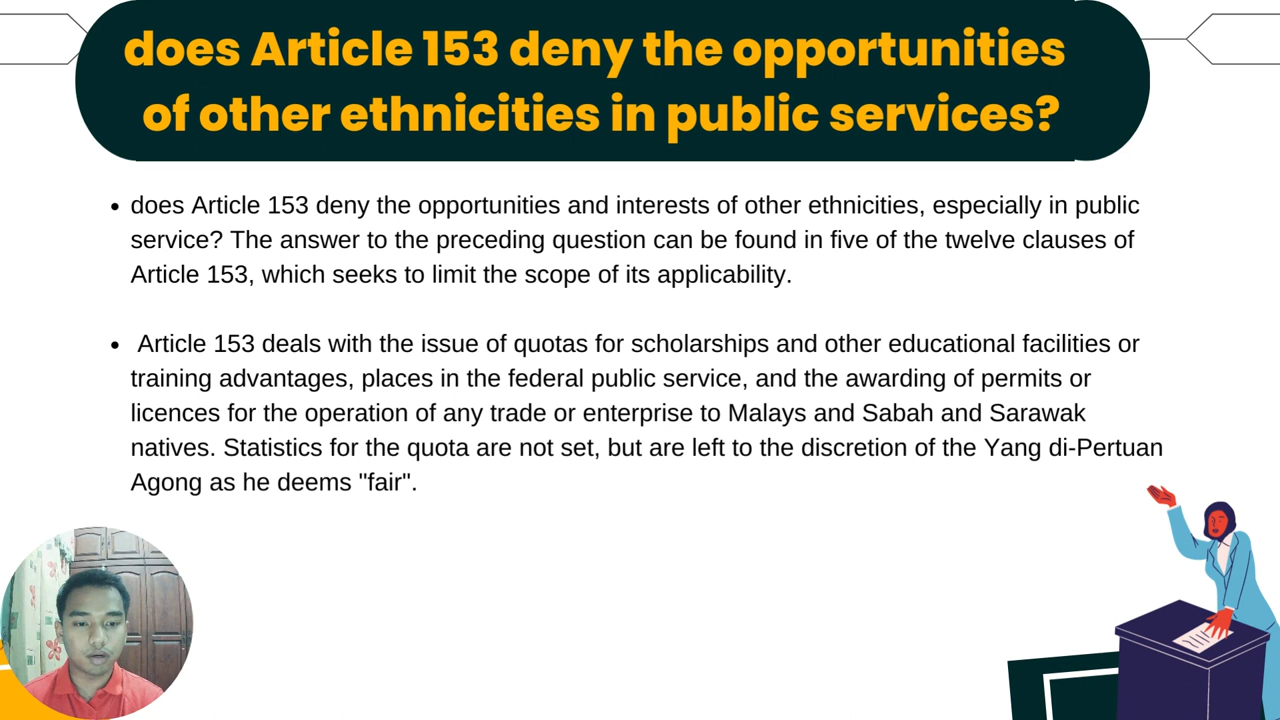 does Article 153 deny the opportunities
of other ethnicities in public services?
• does Article 153 deny the opportunities and interests of other ethnicities, especially in public
service? The answer to the preceding question can be found in five of the twelve clauses of
Article 153, which seeks to limit the scope of its applicability.
• Article 153 deals with the issue of quotas for scholarships and other educational facilities or
training advantages, places in the federal public service, and the awarding of permits or
licences for the operation of any trade or enterprise to Malays and Sabah and Sarawak
natives. Statistics for the quota are not set, but are left to the discretion of the Yang di-Pertuan
Agong as he deems "fair".